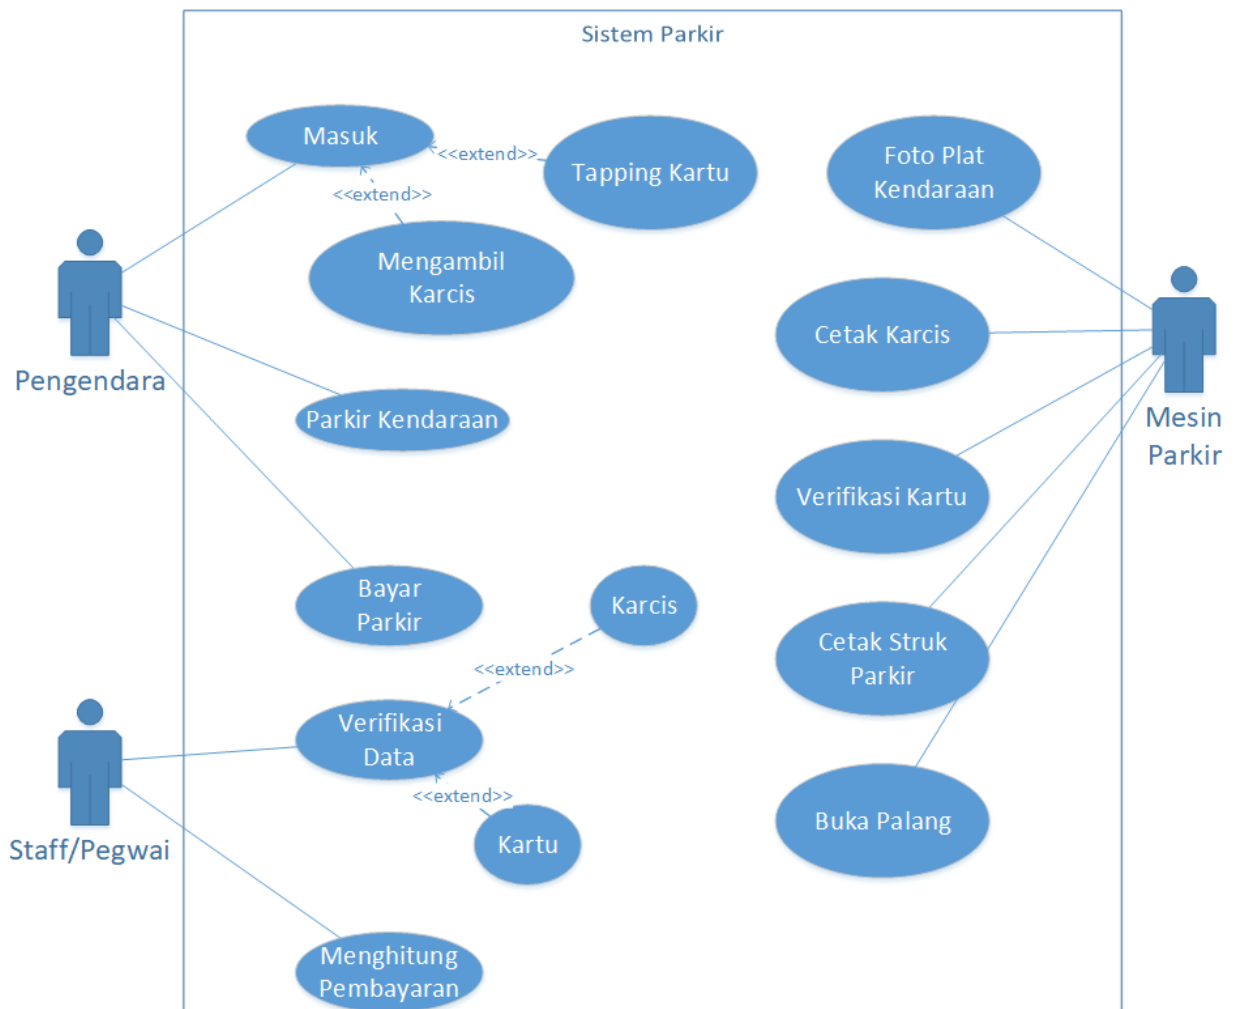 Sistem Parkir
Masuk
<<extend>>
Tapping Kartu
Foto Plat
Kendaraan
<<extend>>
Mengambil
Karcis
Cetak Karcis
Pengendara
Parkir Kendaraan
Mesin
Parkir
Verifikasi Kartu
Bayar
Parkir
Karcis
<<extend>>
Cetak Struk
Parkir
Verifikasi
Data
<<extend>>
Kartu
Buka Palang
Staff/Pegwai
Menghitung
Pembayaran